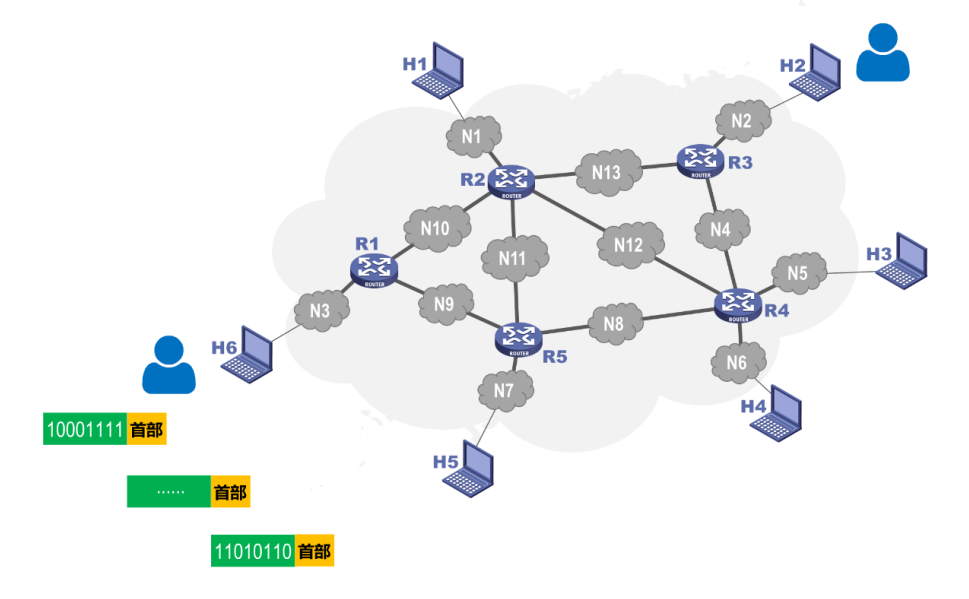 H1
H2
N1
N2
R2
ROUTER
N13
R3
ROUTER
N10
N11
N12
N4
R1
ROUTER
H3
N5
N3
N9
N8
R4
ROUTER
H6
R5
ROUTER
N6
N7
H4
10001111 首部
H5
…… 首部
11010110 首部